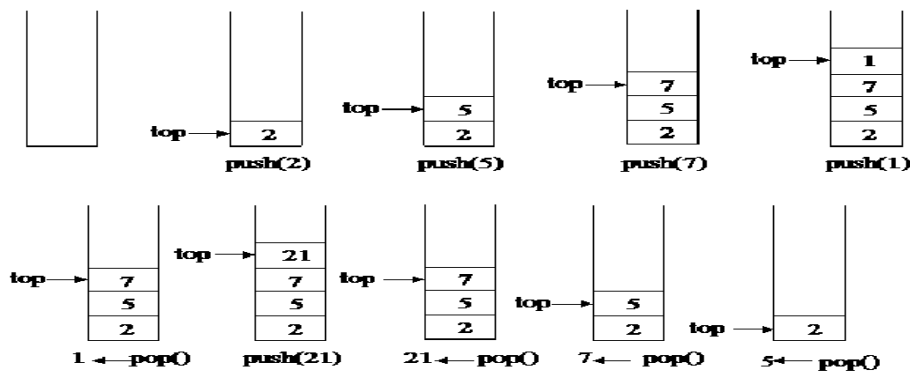 top 2
push(2)
top 5
2
push(5)
top 7
5
2
push(7)
top 1
7
5
2
push(1)
top 7
5
2
1 pop()
top 21
7
5
2
push(21)
top 7
5
2
21 pop()
top 5
2
7 pop()
top 2
5 pop()